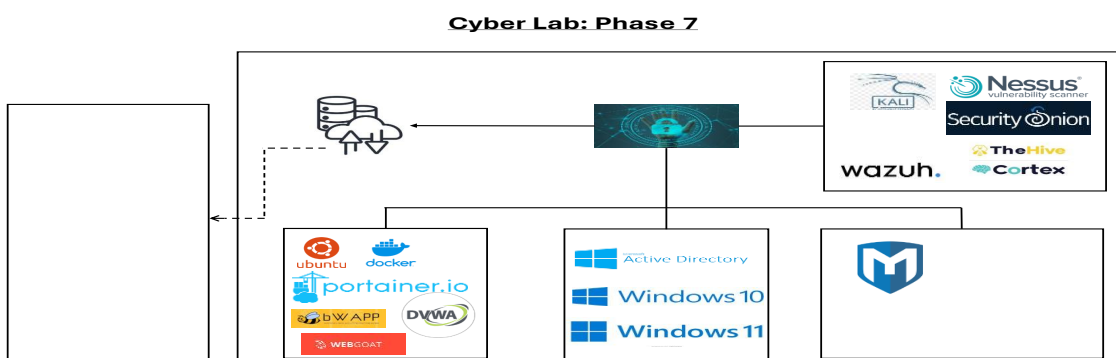 Cyber Lab: Phase 7
KALI
Nessus
vulnerability scanner
Security Onion
TheHive
wazuh.
Cortex
ubuntu
docker
portainer.io
bWAPP
DVWA
WEBGOAT
Active Directory
Windows 10
Windows 11
M